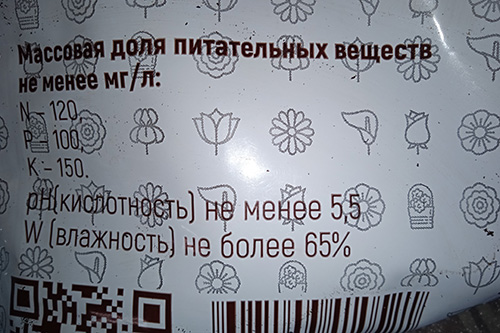 Массовая доля питательных веществ
не менее мг/л:
N – 120,
P – 100,
K – 150.
pH(кислотность) не менее 5,5
W (влажность) не более 65%